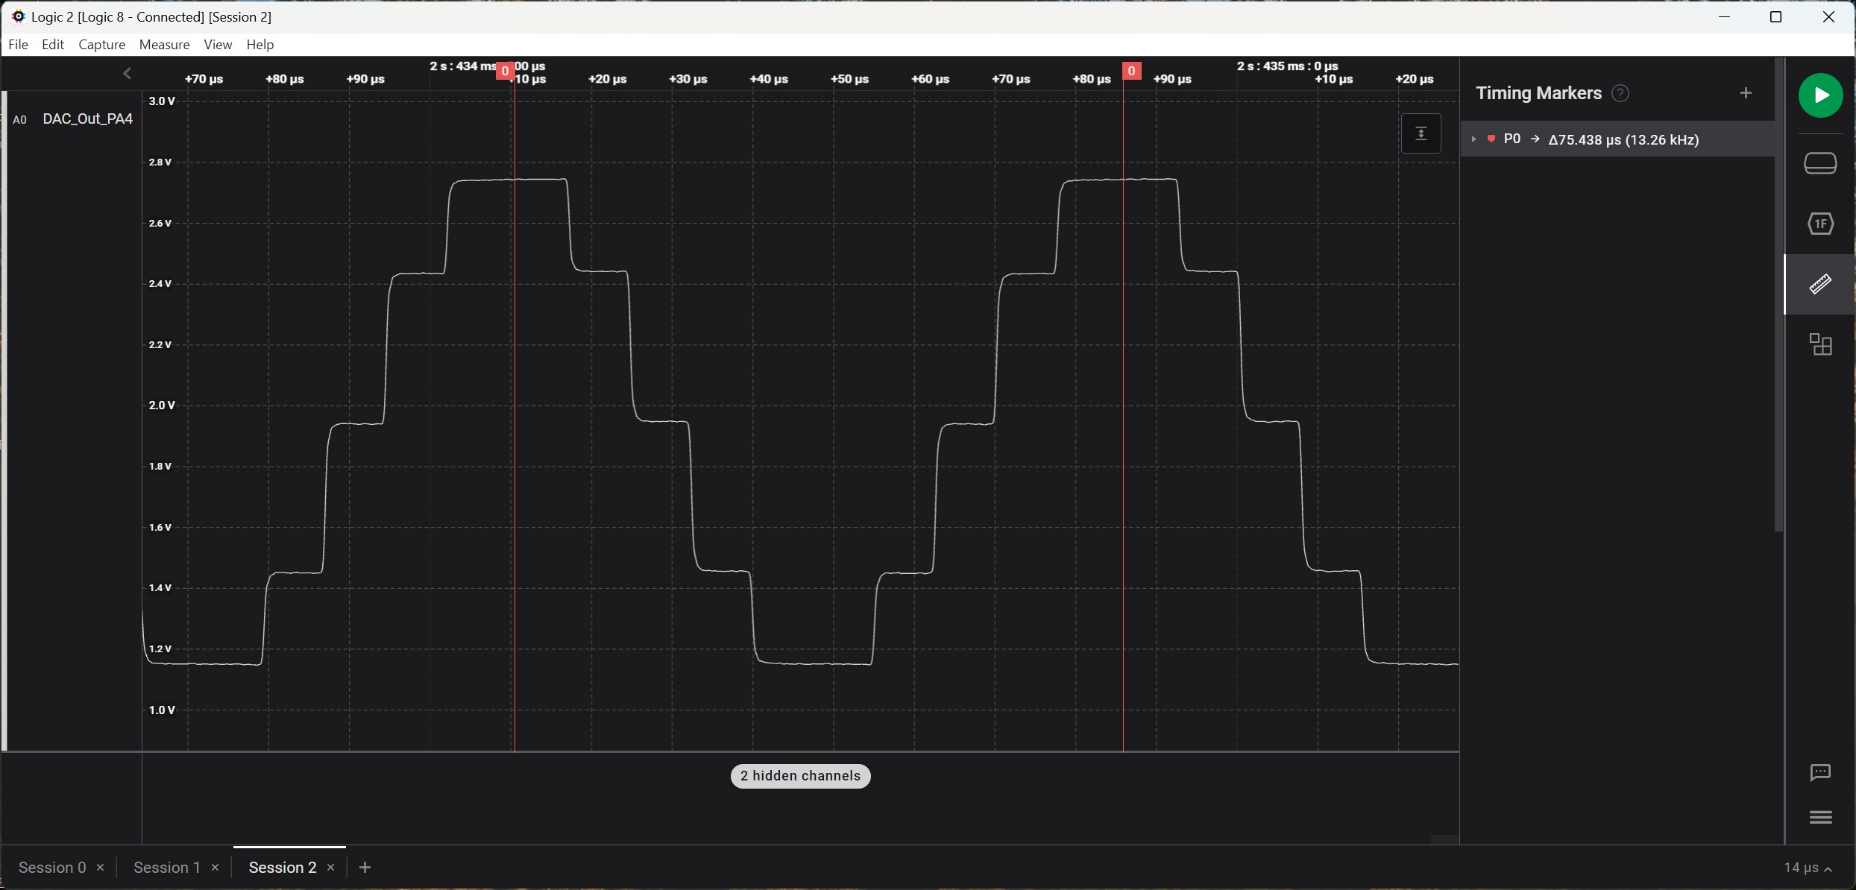 Logic 2 [Logic 8 - Connected] [Session 2]
File Edit Capture Measure View Help
2 s : 434 ms 0 00 µs 0 2 s : 435 ms : 0 µs
+70 µs +80 µs +90 µs +10 µs +20 µs +30 µs +40 µs +50 µs +60 µs +70 µs +80 µs +90 µs +10 µs +20 µs
A0 DAC_Out_PA4
3.0 V
2.8 V
2.6 V
2.4 V
2.2 V
2.0 V
1.8 V
1.6 V
1.4 V
1.2 V
1.0 V
2 hidden channels
Timing Markers ? +
P0 → Δ75.438 µs (13.26 kHz)
1F
Session 0 × Session 1 × Session 2 × +
14 µs